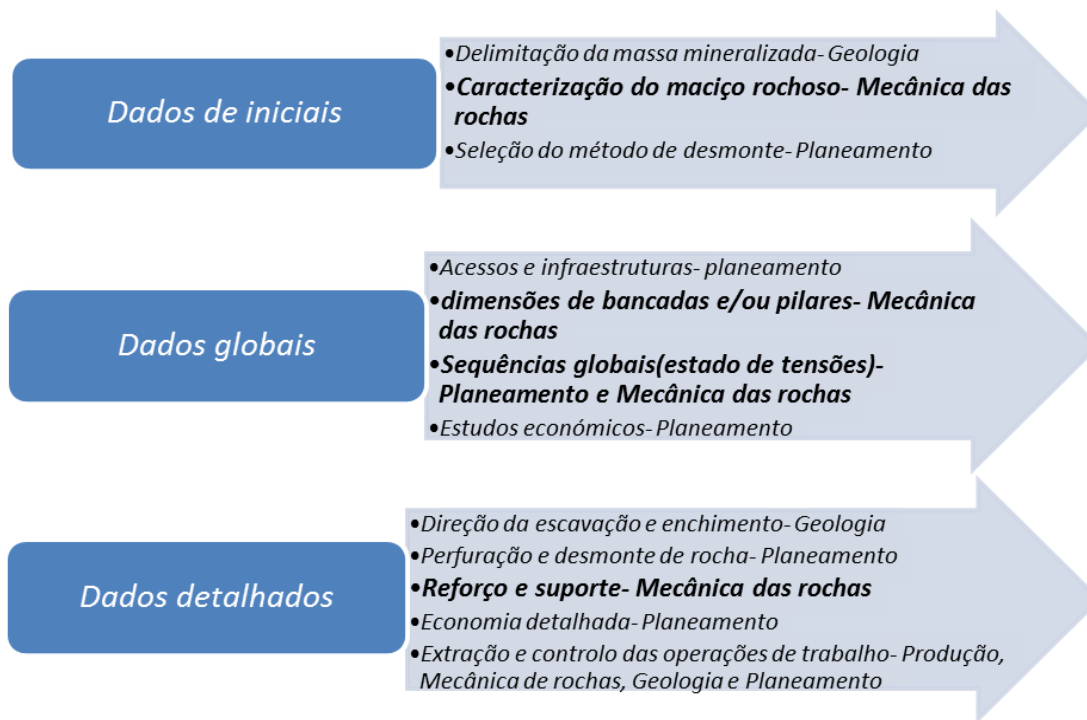 Dados de iniciais
•Delimitação da massa mineralizada- Geologia
•Caracterização do maciço rochoso- Mecânica das
rochas
•Seleção do método de desmonte- Planeamento
Dados globais
•Acessos e infraestruturas- planeamento
•dimensões de bancadas e/ou pilares- Mecânica
das rochas
•Sequências globais(estado de tensões)-
Planeamento e Mecânica das rochas
•Estudos económicos- Planeamento
Dados detalhados
•Direção da escavação e enchimento- Geologia
•Perfuração e desmonte de rocha- Planeamento
•Reforço e suporte- Mecânica das rochas
•Economia detalhada- Planeamento
•Extração e controlo das operações de trabalho- Produção,
Mecânica de rochas, Geologia e Planeamento